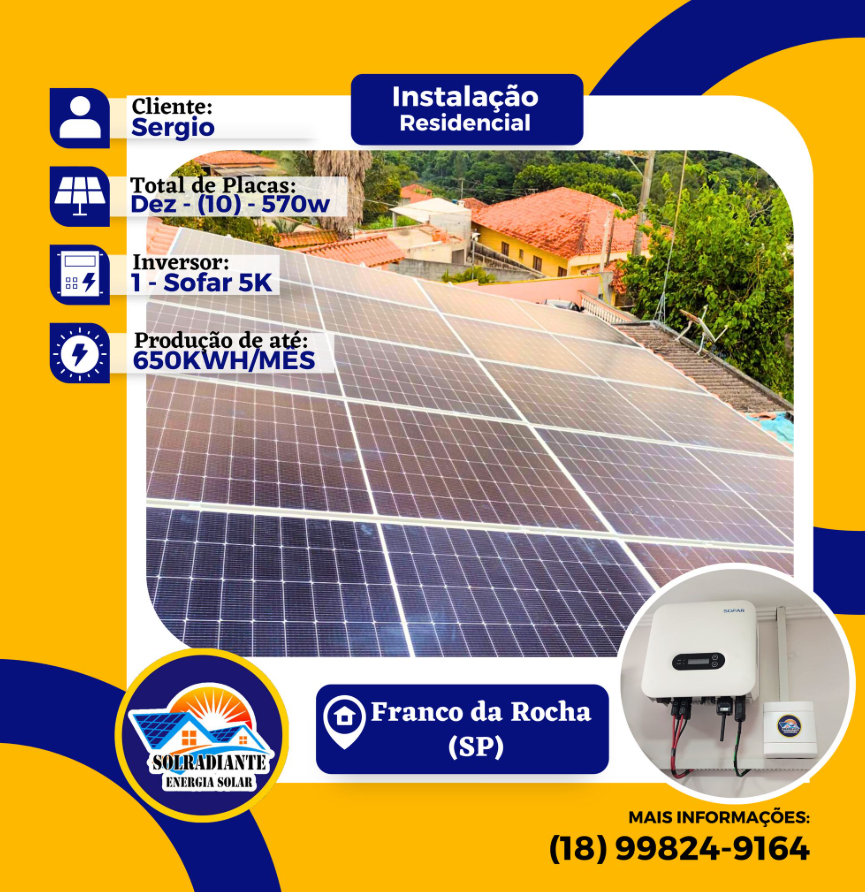 Instalação
Residencial
Cliente:
Sergio
Total de Placas:
Dez - (10) - 570w
Inversor:
1 - Sofar 5K
Produção de até:
650KWH/MÊS
SOFAR
SOLRADIANTE
ENERGIA SOLAR
Franco da Rocha
(SP)
MAIS INFORMAÇÕES:
(18) 99824-9164